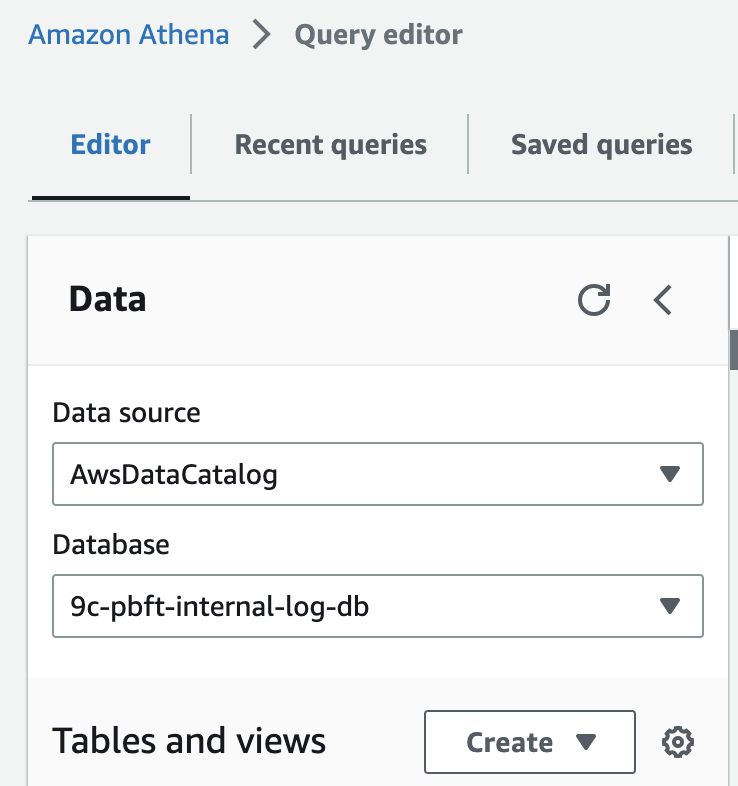 Amazon Athena > Query editor
Editor Recent queries Saved queries
Data
Data source
AwsDataCatalog
Database
9c-pbft-internal-log-db
Tables and views Create